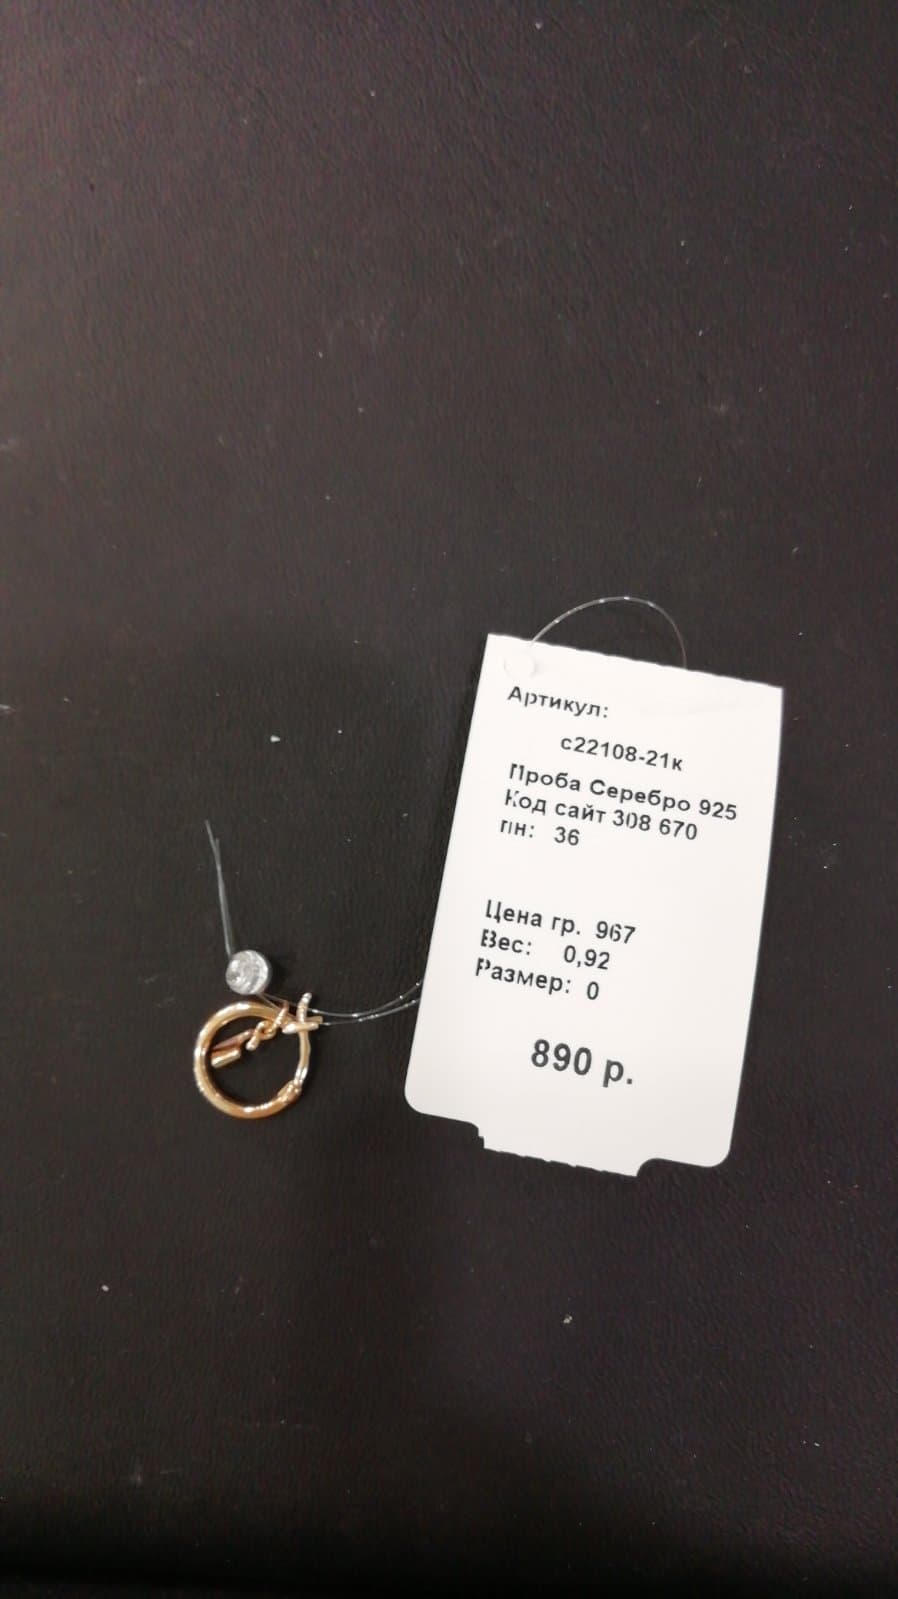 Артикул:
с22108-21к
Проба Серебро 925
Код сайт 308 670
пн: 36
Цена гр. 967
Вес: 0,92
Размер: 0
890 р.